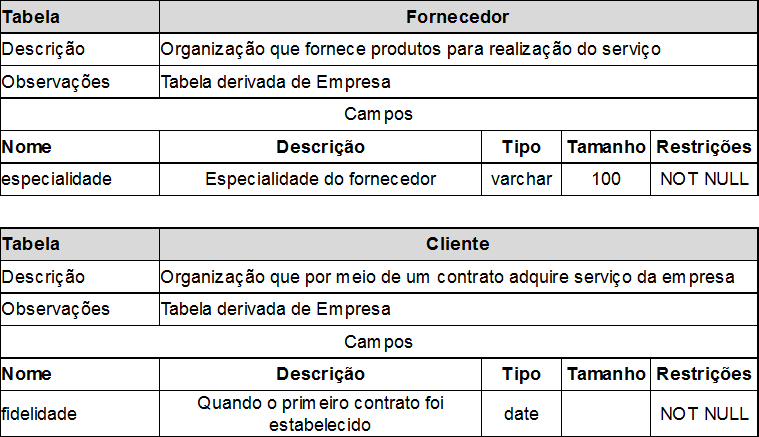 Tabela Fornecedor
Descrição Organização que fornece produtos para realização do serviço
Observações Tabela derivada de Empresa
Campos
Nome Descrição Tipo Tamanho Restrições
especialidade Especialidade do fornecedor varchar 100 NOT NULL
Tabela Cliente
Descrição Organização que por meio de um contrato adquire serviço da empresa
Observações Tabela derivada de Empresa
Campos
Nome Descrição Tipo Tamanho Restrições
fidelidade Quando o primeiro contrato foi estabelecido date NOT NULL